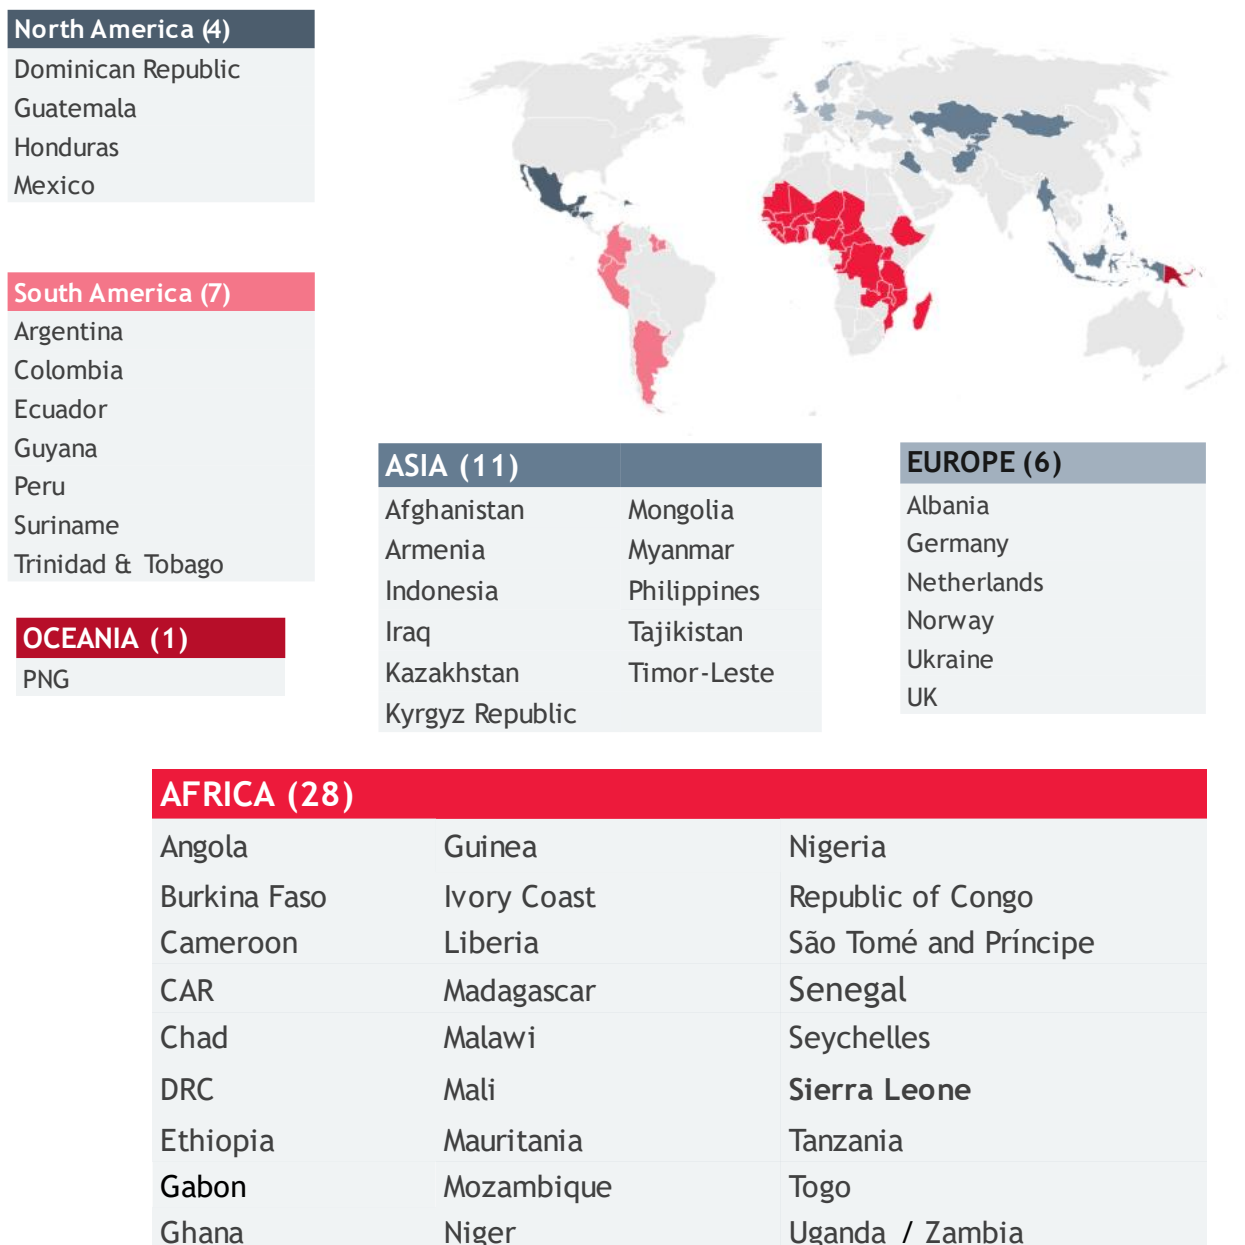 North America (4)
Dominican Republic
Guatemala
Honduras
Mexico
South America (7)
Argentina
Colombia
Ecuador
Guyana
Peru
Suriname
Trinidad & Tobago
OCEANIA (1)
PNG
ASIA (11)
Afghanistan Mongolia
Armenia Myanmar
Indonesia Philippines
Iraq Tajikistan
Kazakhstan Timor-Leste
Kyrgyz Republic
EUROPE (6)
Albania
Germany
Netherlands
Norway
Ukraine
UK
AFRICA (28)
Angola Guinea Nigeria
Burkina Faso Ivory Coast Republic of Congo
Cameroon Liberia São Tomé and Príncipe
CAR Madagascar Senegal
Chad Malawi Seychelles
DRC Mali Sierra Leone
Ethiopia Mauritania Tanzania
Gabon Mozambique Togo
Ghana Niger Uganda / Zambia